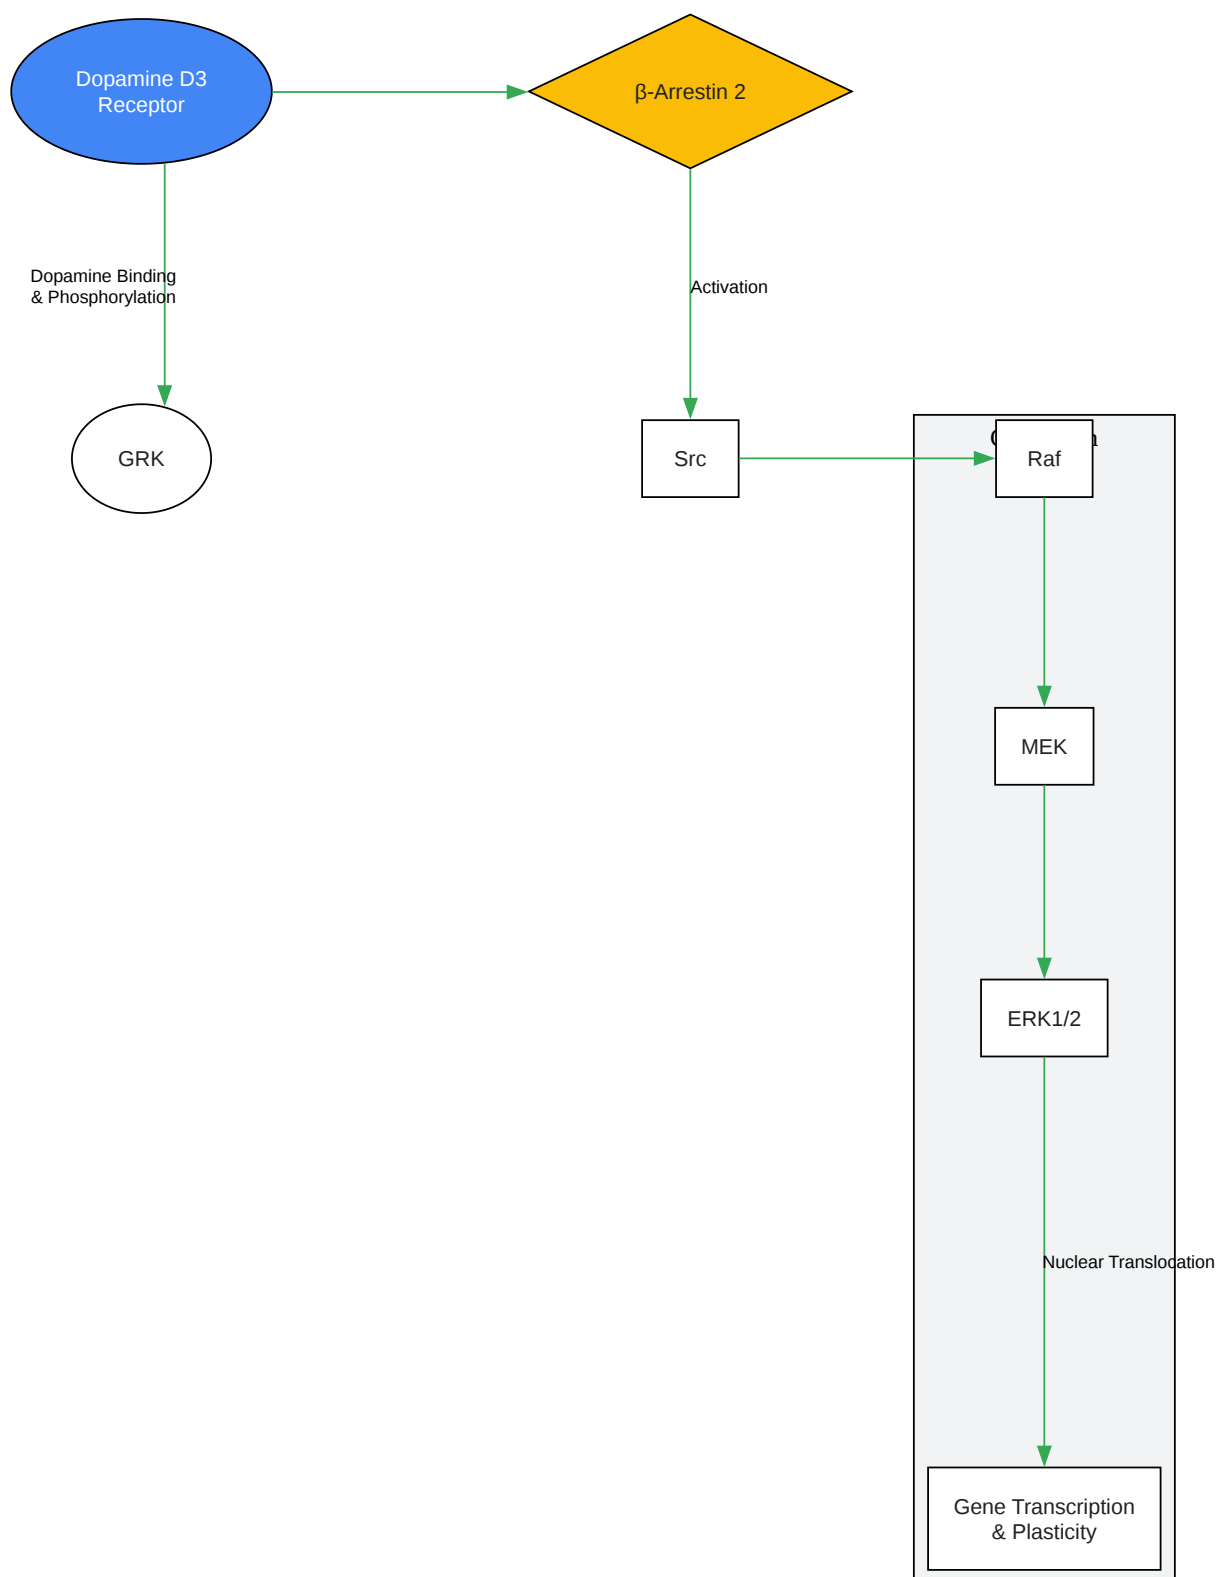 Dopamine D3
Receptor
β-Arrestin 2
Dopamine Binding
& Phosphorylation
Activation
GRK
Src
Raf
MEK
ERK1/2
Nuclear Translocation
Gene Transcription
& Plasticity